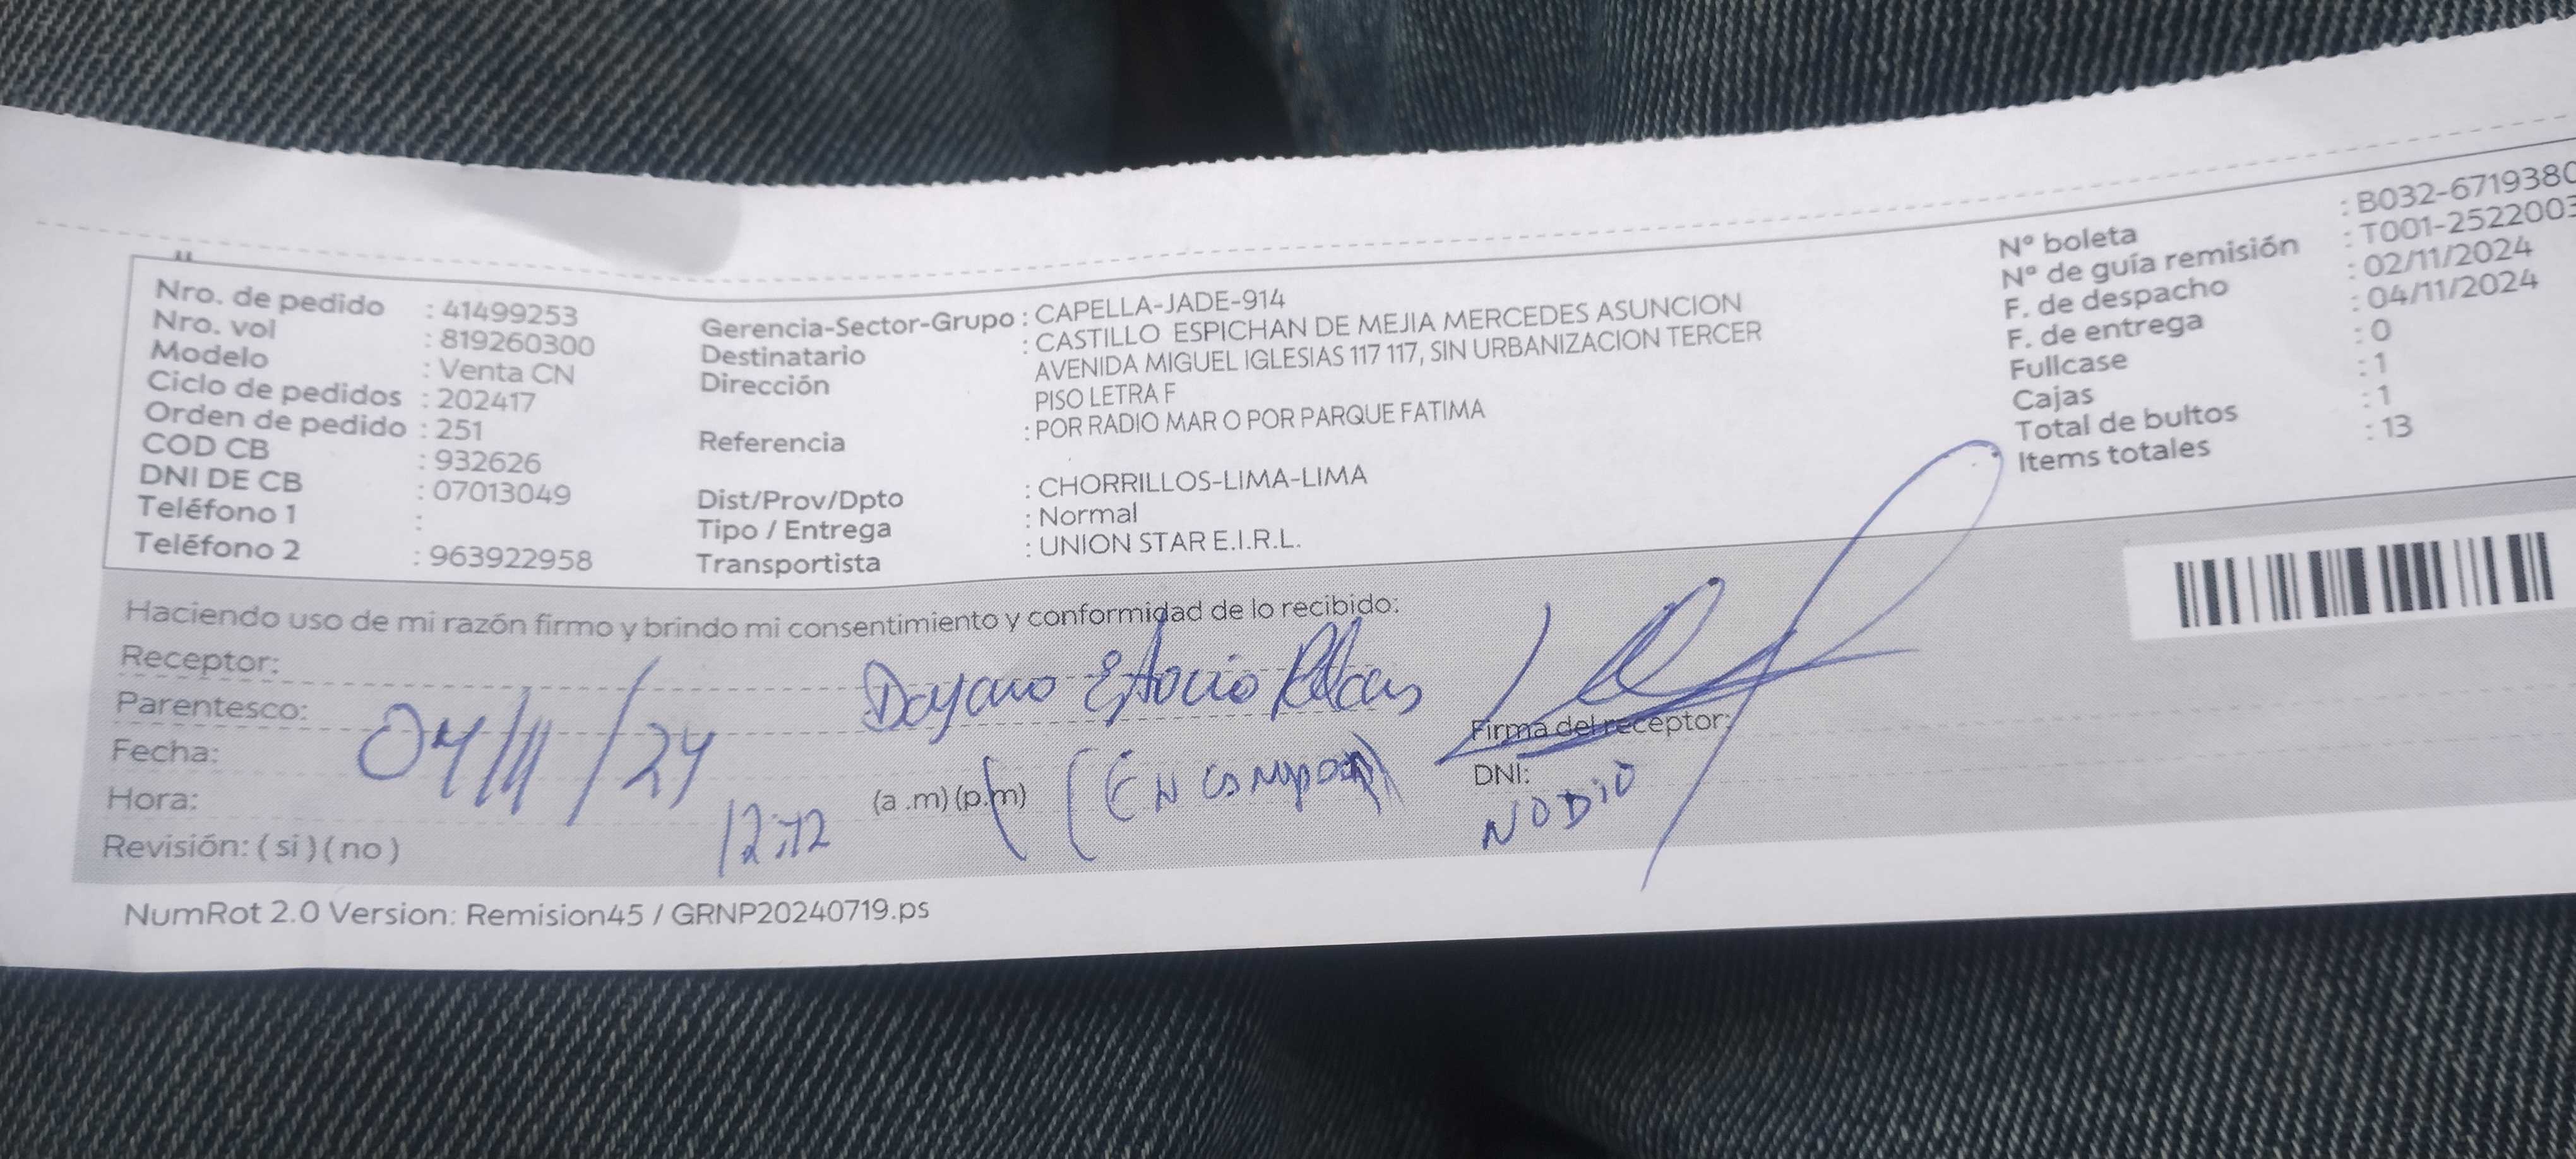 Nro. de pedido : 41499253
Nro. vol : 819260300
Modelo : Venta CN
Ciclo de pedidos : 202417
Orden de pedido : 251
COD CB : 932626
DNI DE CB : 07013049
Teléfono 1 :
Teléfono 2 : 963922958
Gerencia-Sector-Grupo : CAPELLA-JADE-914
Destinatario : CASTILLO ESPICHAN DE MEJIA MERCEDES ASUNCION
Dirección AVENIDA MIGUEL IGLESIAS 117 117, SIN URBANIZACION TERCER
PISO LETRA F
Referencia : POR RADIO MAR O POR PARQUE FATIMA
Dist/Prov/Dpto : CHORRILLOS-LIMA-LIMA
Tipo / Entrega : Normal
Transportista : UNION STAR E.I.R.L.
Nº boleta : B032-6719380
Nº de guía remisión : T001-2522003
F. de despacho : 02/11/2024
F. de entrega : 04/11/2024
Fullcase : 0
Cajas : 1
Total de bultos : 1
Items totales : 13
Haciendo uso de mi razón firmo y brindo mi consentimiento y conformidad de lo recibido:
Receptor:
Parentesco:
Fecha: 04/11/24
Hora: 12:12 (a .m) (p.m)
Revisión: ( si ) ( no )
Firma del receptor:
DNI:
NO DIO
NumRot 2.0 Version: Remision45 / GRNP20240719.ps